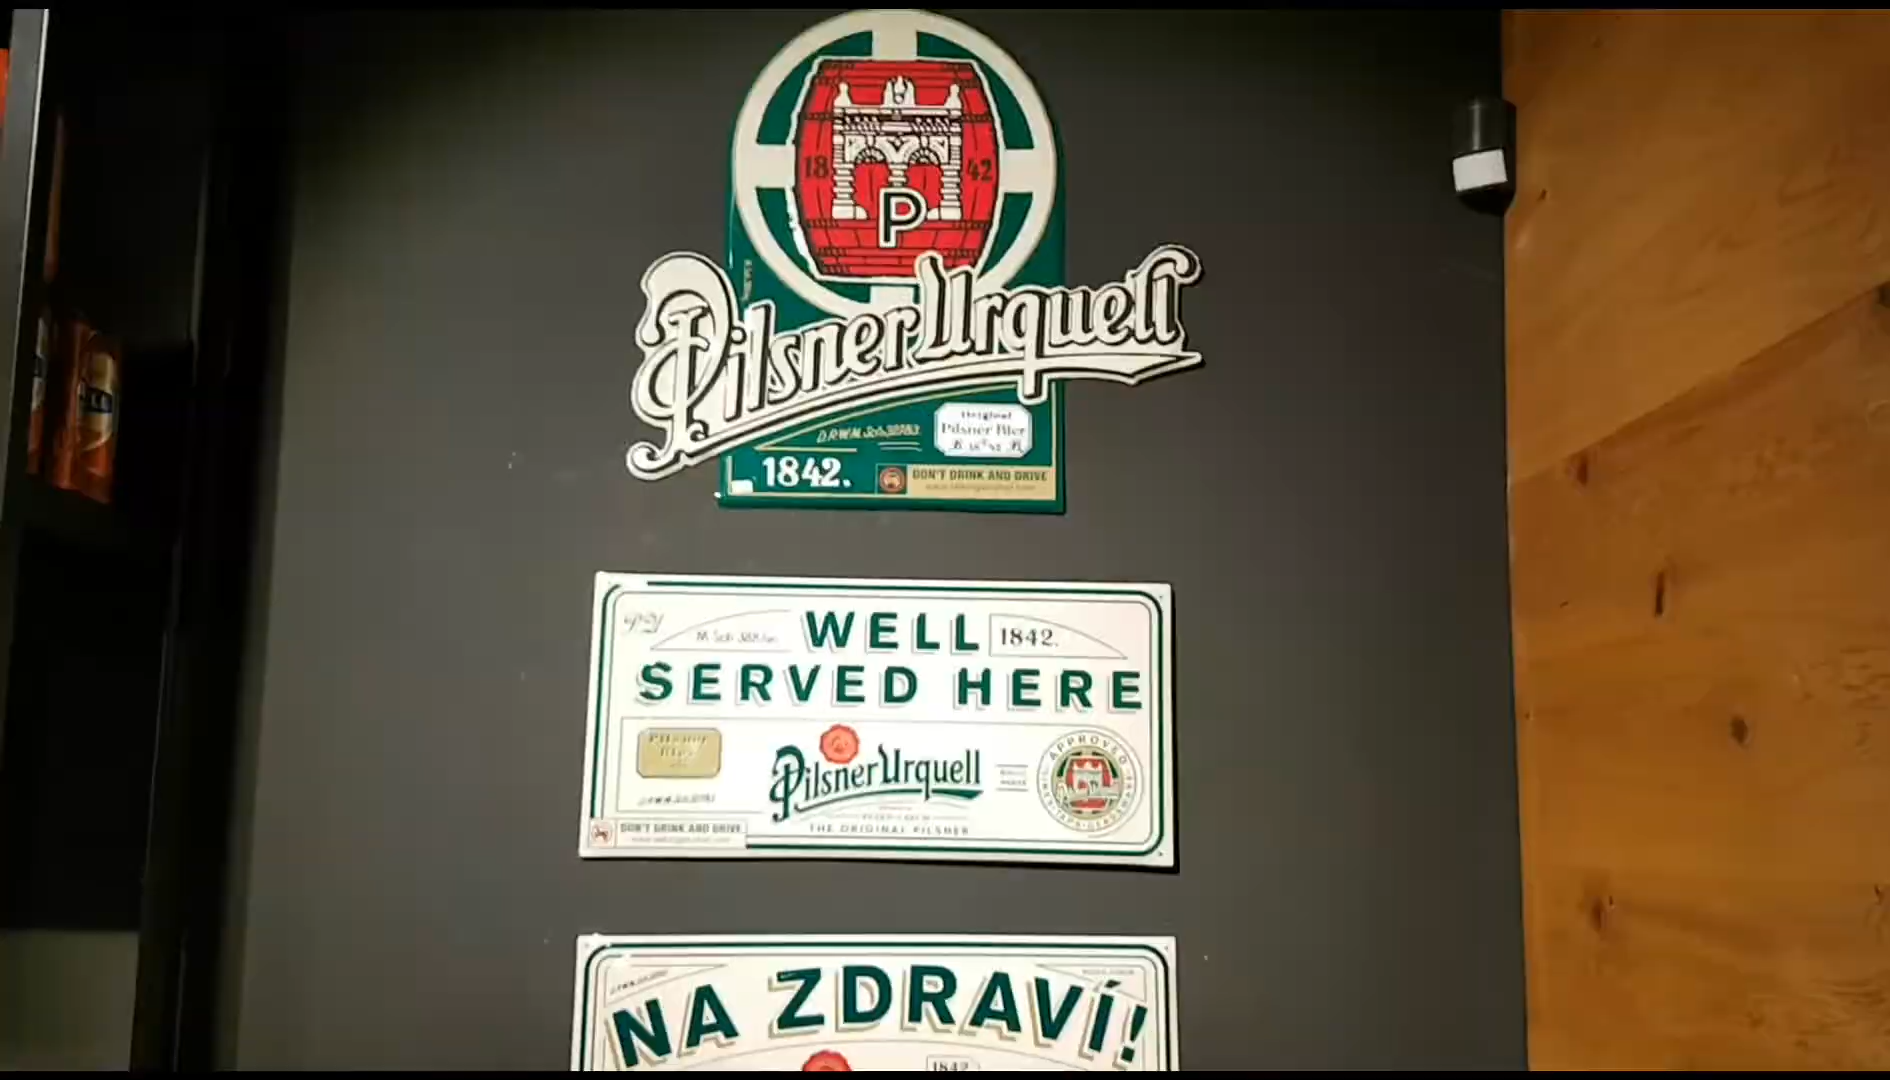 18 42
P
Pilsner Urquell
Original
Pilsner Bier
1842.
DON'T DRINK AND DRIVE
WELL
1842.
SERVED HERE
Pilsner Urquell
APPROVED
THE ORIGINAL PILSNER
DON'T DRINK AND DRIVE
NA ZDRAVÍ!
1842